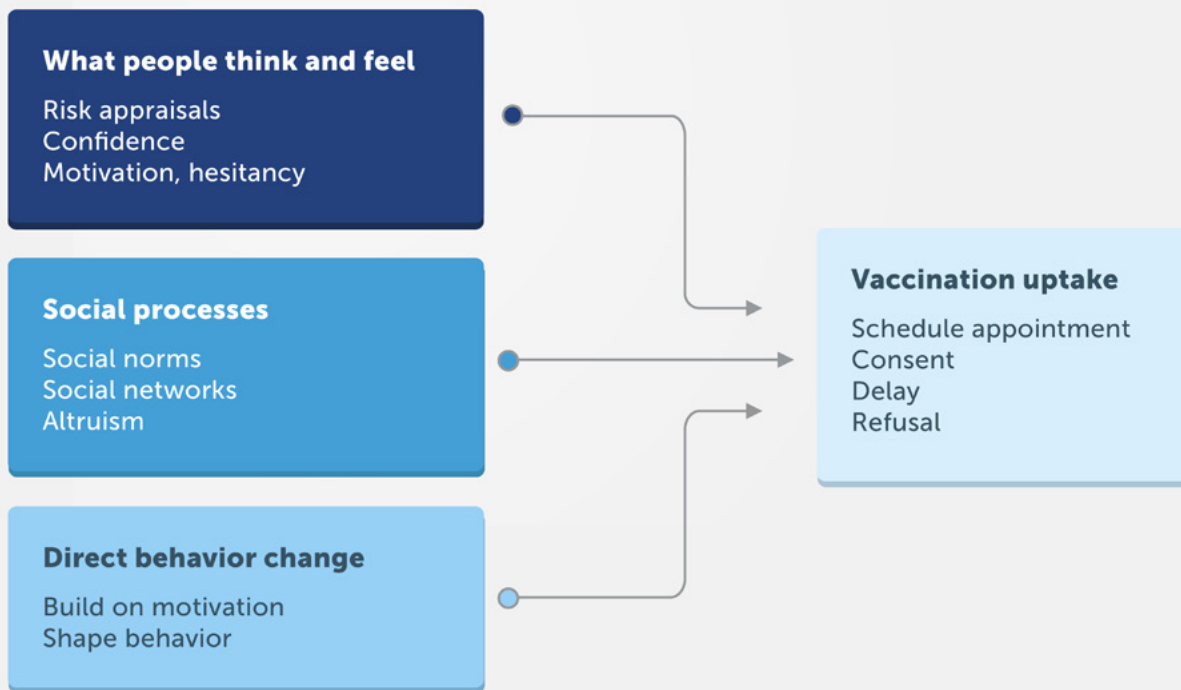 What people think and feel
Risk appraisals
Confidence
Motivation, hesitancy
Social processes
Social norms
Social networks
Altruism
Direct behavior change
Build on motivation
Shape behavior
Vaccination uptake
Schedule appointment
Consent
Delay
Refusal